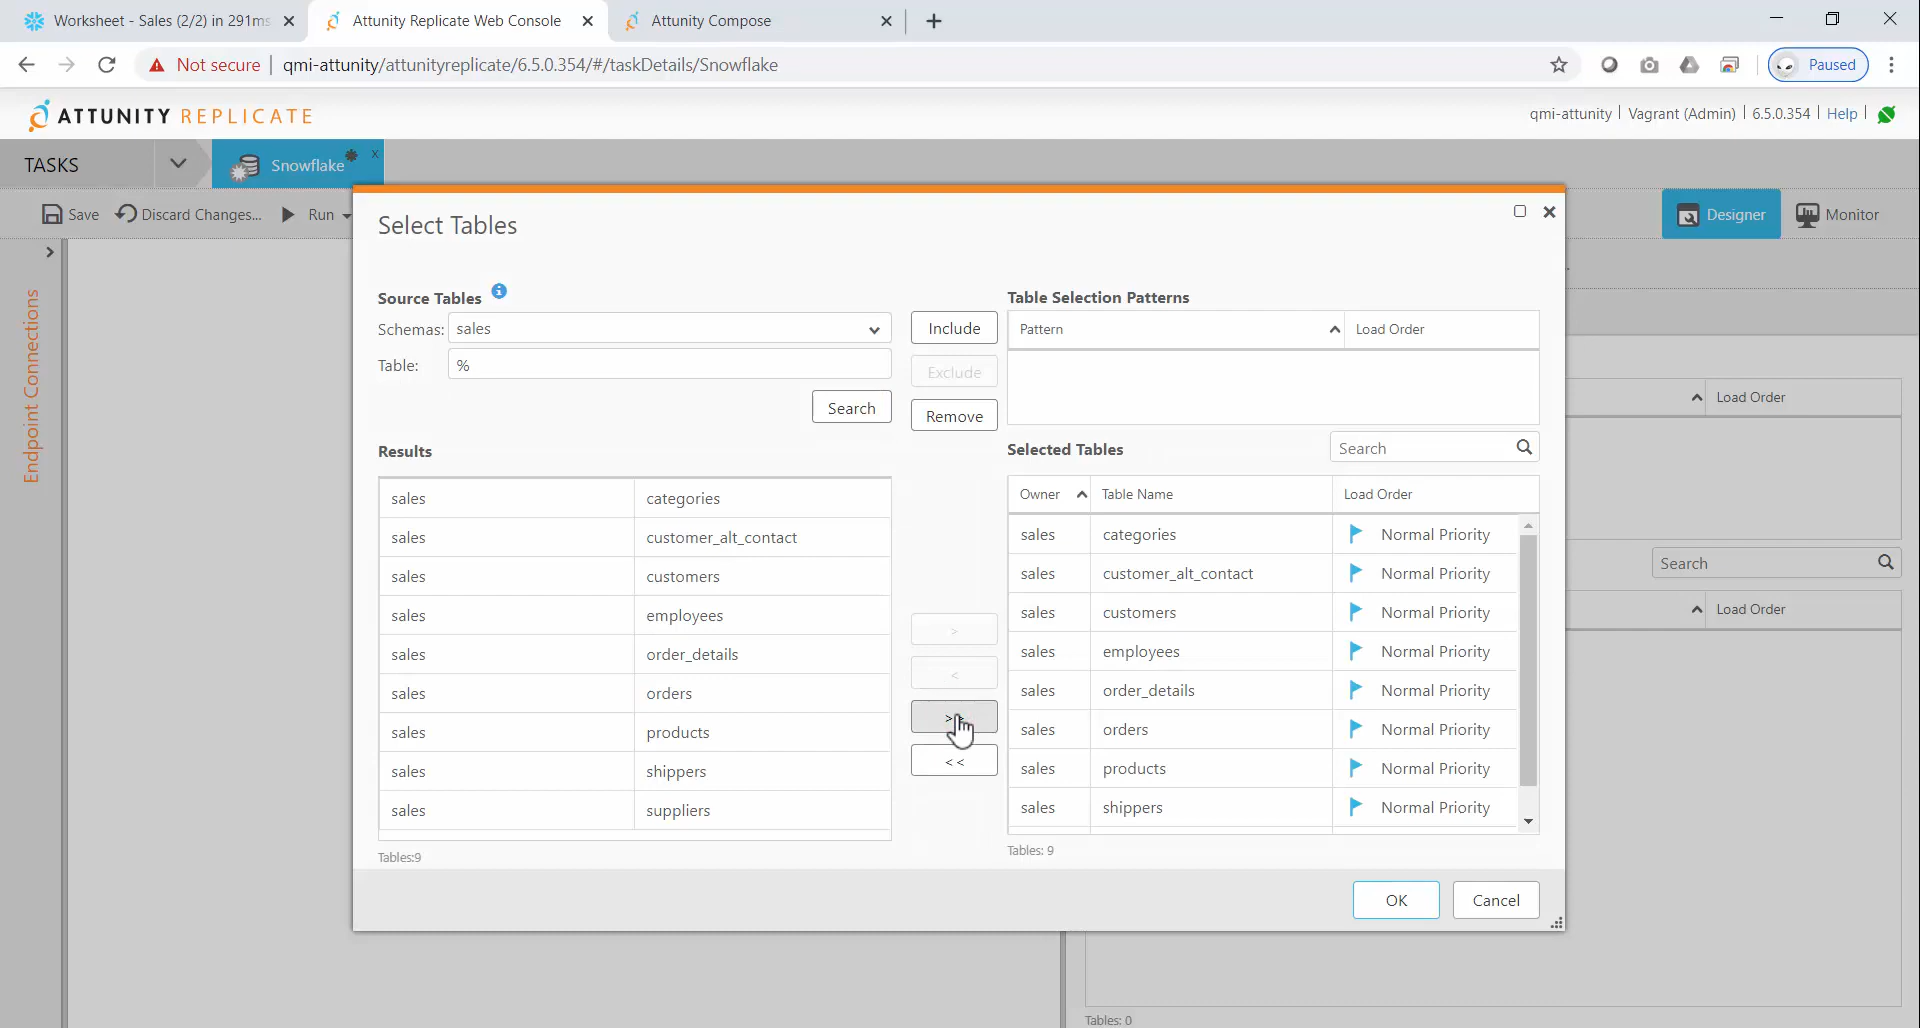 Worksheet - Sales (2/2) in 291ms
Attunity Replicate Web Console
Attunity Compose
Not secure
qmi-attunity/attunityreplicate/6.5.0.354/#/taskDetails/Snowflake
Paused
ATTUNITY REPLICATE
qmi-attunity
Vagrant (Admin)
6.5.0.354
Help
TASKS
Snowflake
x
Save
Discard Changes...
Run
Designer
Monitor
Endpoint Connections
Select Tables
Source Tables
Schemas:
sales
Table:
%
Search
Include
Exclude
Remove
Table Selection Patterns
Pattern
Load Order
Results
sales categories
sales customer_alt_contact
sales customers
sales employees
sales order_details
sales orders
sales products
sales shippers
sales suppliers
Tables:9
>
<
< <
Selected Tables
Search
Owner Table Name Load Order
sales categories Normal Priority
sales customer_alt_contact Normal Priority
sales customers Normal Priority
sales employees Normal Priority
sales order_details Normal Priority
sales orders Normal Priority
sales products Normal Priority
sales shippers Normal Priority
Tables: 9
OK
Cancel
Load Order
Search
Load Order
Tables: 0